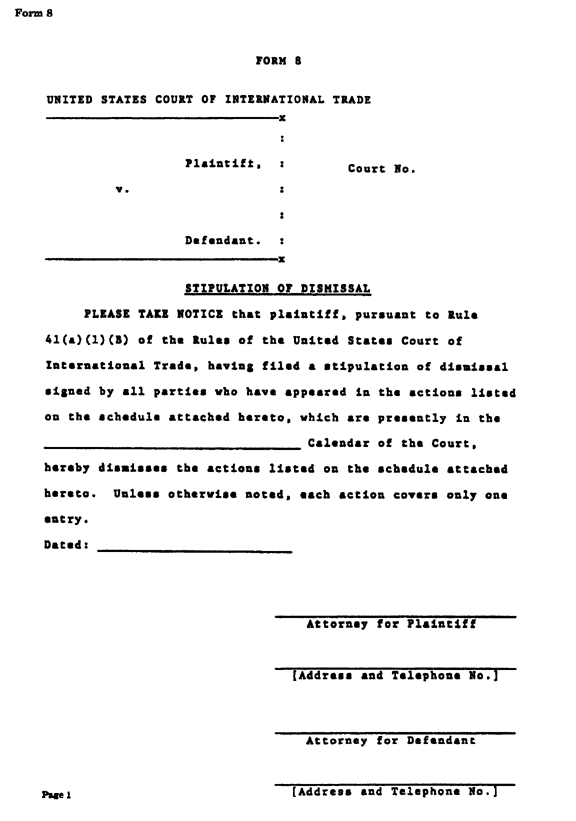 Form 8
FORM 8
UNITED STATES COURT OF INTERNATIONAL TRADE
x
:
Plaintiff, : Court No.
v. :
:
Defendant. :
x
STIPULATION OF DISMISSAL
PLEASE TAKE NOTICE that plaintiff, pursuant to Rule
41(a)(1)(B) of the Rules of the United States Court of
International Trade, having filed a stipulation of dismissal
signed by all parties who have appeared in the actions listed
on the schedule attached hereto, which are presently in the
Calendar of the Court,
hereby dismisses the actions listed on the schedule attached
hereto. Unless otherwise noted, each action covers only one
entry.
Dated:
Attorney for Plaintiff
[Address and Telephone No.]
Attorney for Defendant
[Address and Telephone No.]
Page 1